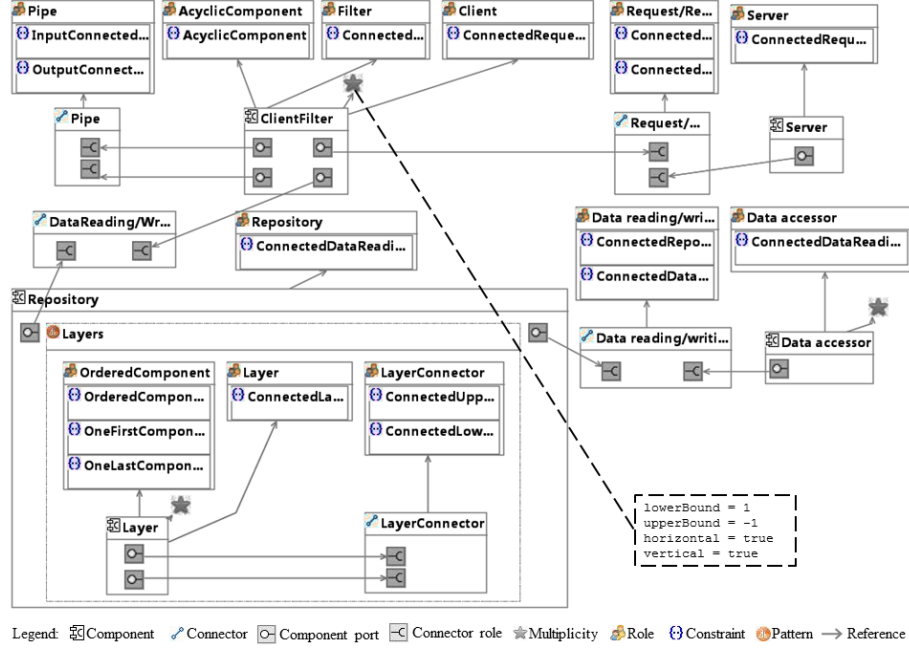 Pipe
InputConnected...
OutputConnect...
AcyclicComponent
AcyclicComponent
Filter
Connected...
Client
ConnectedReque...
Request/Re...
Connected...
Connected...
Server
ConnectedRequ...
Pipe
ClientFilter
Request/...
Server
DataReading/Wr...
Repository
ConnectedDataReadi...
Data reading/wri...
ConnectedRepo...
ConnectedData...
Data accessor
ConnectedDataReadi...
Repository
Layers
Data reading/writi...
Data accessor
OrderedComponent
OrderedCompon...
OneFirstCompon...
OneLastCompon...
Layer
ConnectedLa...
LayerConnector
ConnectedUpp...
ConnectedLow...
Layer
LayerConnector
lowerBound = 1
upperBound = -1
horizontal = true
vertical = true
Legend: Component Connector Component port Connector role Multiplicity Role Constraint Pattern Reference